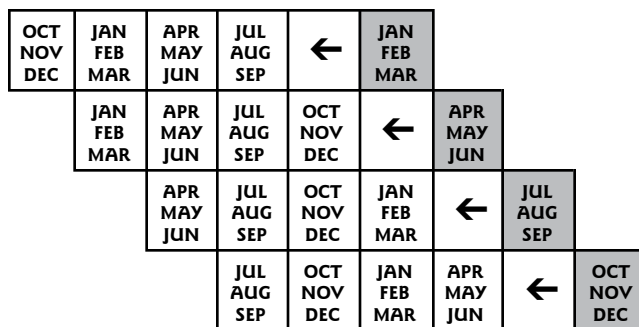 OCT JAN APR JUL ← JAN
NOV FEB MAY AUG FEB
DEC MAR JUN SEP MAR
JAN APR JUL OCT ← APR
FEB MAY AUG NOV MAY
MAR JUN SEP DEC JUN
APR JUL OCT JAN ← JUL
MAY AUG NOV FEB AUG
JUN SEP DEC MAR SEP
JUL OCT JAN APR ← OCT
AUG NOV FEB MAY NOV
SEP DEC MAR JUN DEC